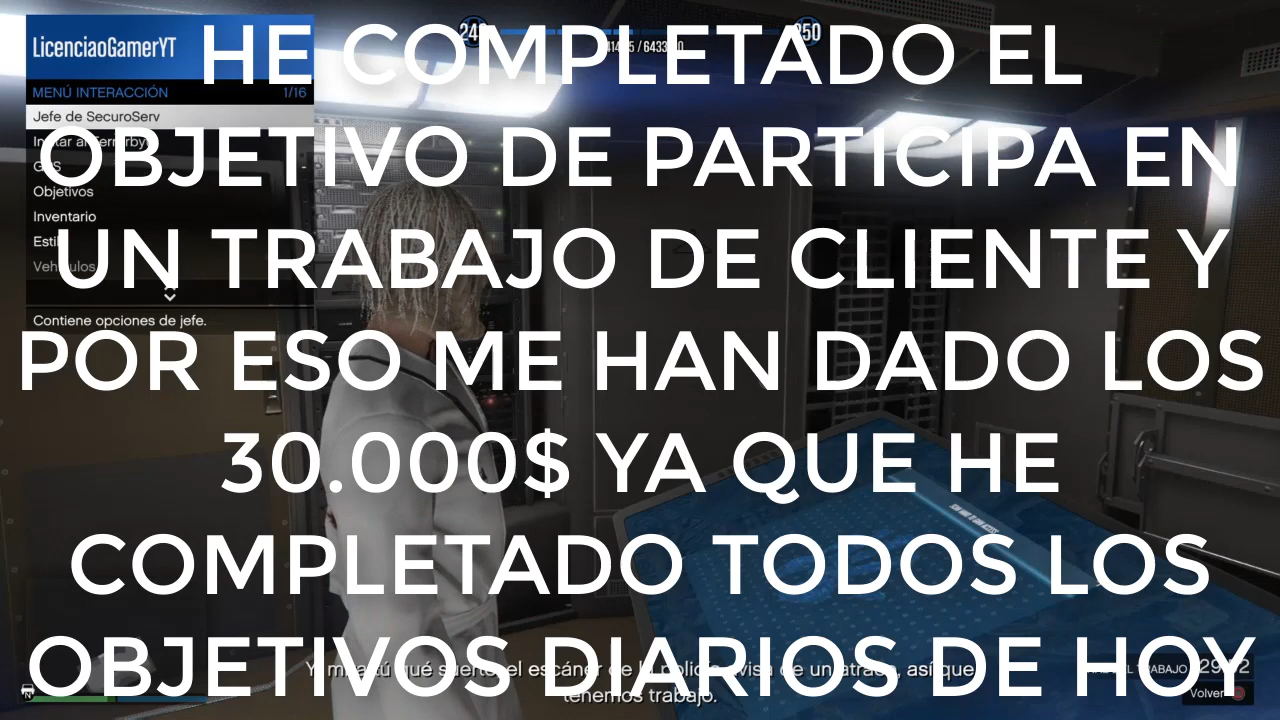 LicenciaoGamerYT
MENÚ INTERACCIÓN 1/16
Jefe de SecuroServ
Objetivos
Inventario
Vehículos
Contiene opciones de jefe.
HE COMPLETADO EL
OBJETIVO DE PARTICIPA EN
UN TRABAJO DE CLIENTE Y
POR ESO ME HAN DADO LOS
30.000$ YA QUE HE
COMPLETADO TODOS LOS
OBJETIVOS DIARIOS DE HOY
tenemos trabajo.
Volver